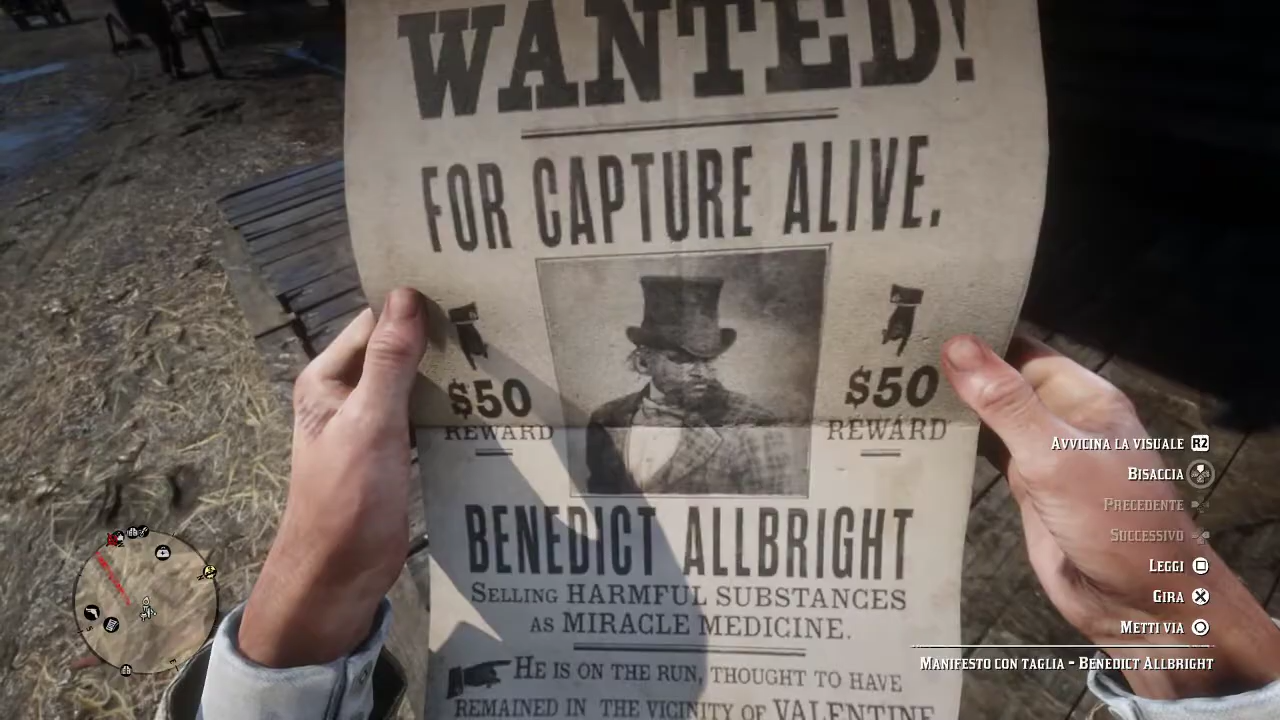 WANTED!
FOR CAPTURE ALIVE.
$50
REWARD
$50
REWARD
BENEDICT ALLBRIGHT
SELLING HARMFUL SUBSTANCES
AS MIRACLE MEDICINE.
HE IS ON THE RUN, THOUGHT TO HAVE
REMAINED IN THE VICINITY OF VALENTINE
AVVICINA LA VISUALE R2
BISACCIA
PRECEDENTE
SUCCESSIVO
LEGGI
GIRA
METTI VIA
MANIFESTO CON TAGLIA - BENEDICT ALLBRIGHT